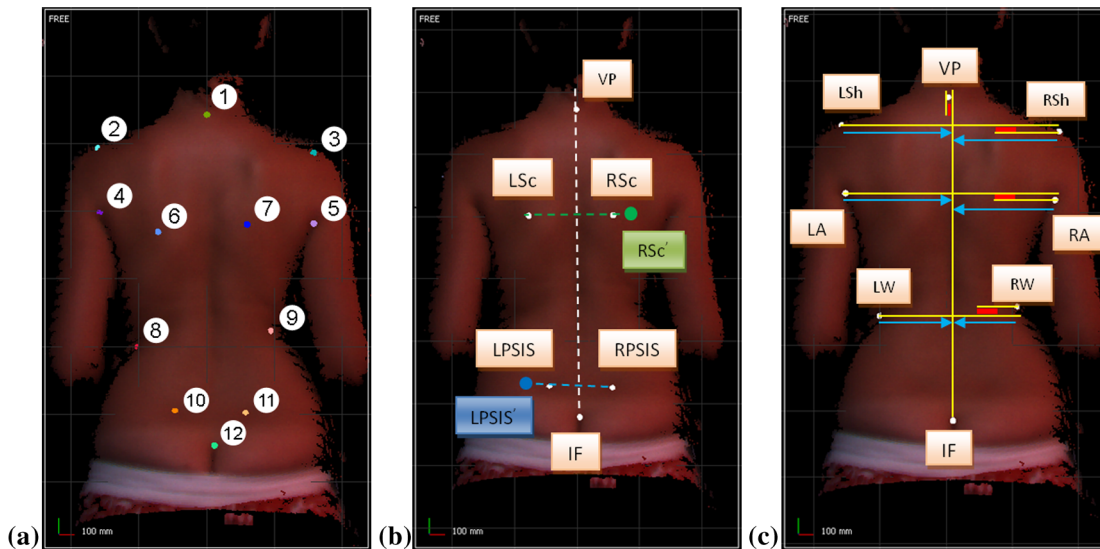 FREE
1
2
3
4
5
6
7
8
9
10
11
12
100 mm
(a)
FREE
VP
LSc
RSc
RSc′
LPSIS
RPSIS
LPSIS′
IF
100 mm
(b)
FREE
VP
LSh
RSh
LA
RA
LW
RW
IF
100 mm
(c)